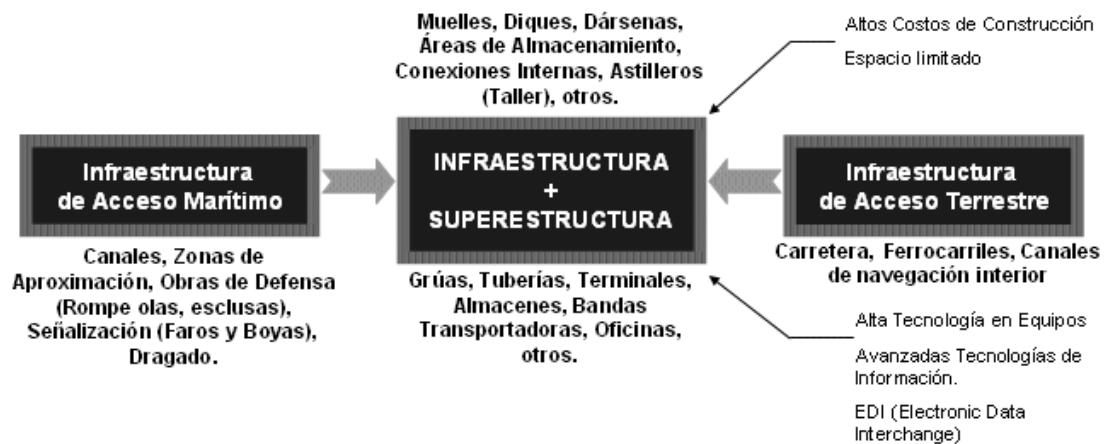 Muelles, Diques, Dársenas,
Áreas de Almacenamiento,
Conexiones Internas, Astilleros
(Taller), otros.
Altos Costos de Construcción
Espacio limitado
Infraestructura
de Acceso Marítimo
INFRAESTRUCTURA
+
SUPERESTRUCTURA
Infraestructura
de Acceso Terrestre
Canales, Zonas de
Aproximación, Obras de Defensa
(Rompe olas, esclusas),
Señalización (Faros y Boyas),
Dragado.
Grúas, Tuberías, Terminales,
Almacenes, Bandas
Transportadoras, Oficinas,
otros.
Carretera, Ferrocarriles, Canales
de navegación interior
Alta Tecnología en Equipos
Avanzadas Tecnologías de
Información.
EDI (Electronic Data
Interchange)